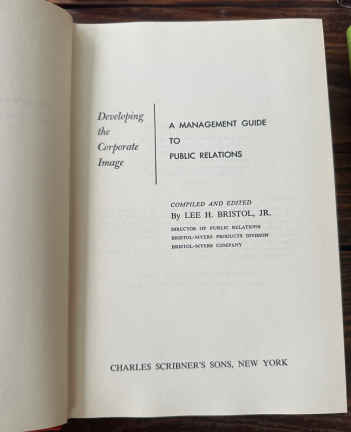 Developing
the
Corporate
Image
A MANAGEMENT GUIDE
TO
PUBLIC RELATIONS
COMPILED AND EDITED
By LEE H. BRISTOL, JR.
DIRECTOR OF PUBLIC RELATIONS
BRISTOL-MYERS PRODUCTS DIVISION
BRISTOL-MYERS COMPANY
CHARLES SCRIBNER'S SONS, NEW YORK